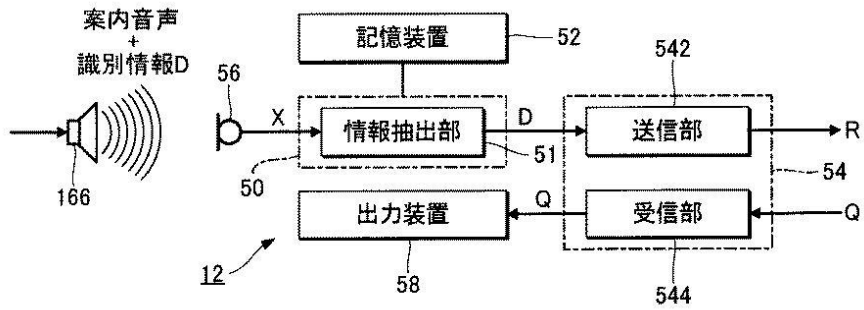 案内音声
+
識別情報D
166
56
X
記憶装置
52
情報抽出部
51
50
D
542
送信部
R
54
出力装置
58
Q
受信部
544
Q
12